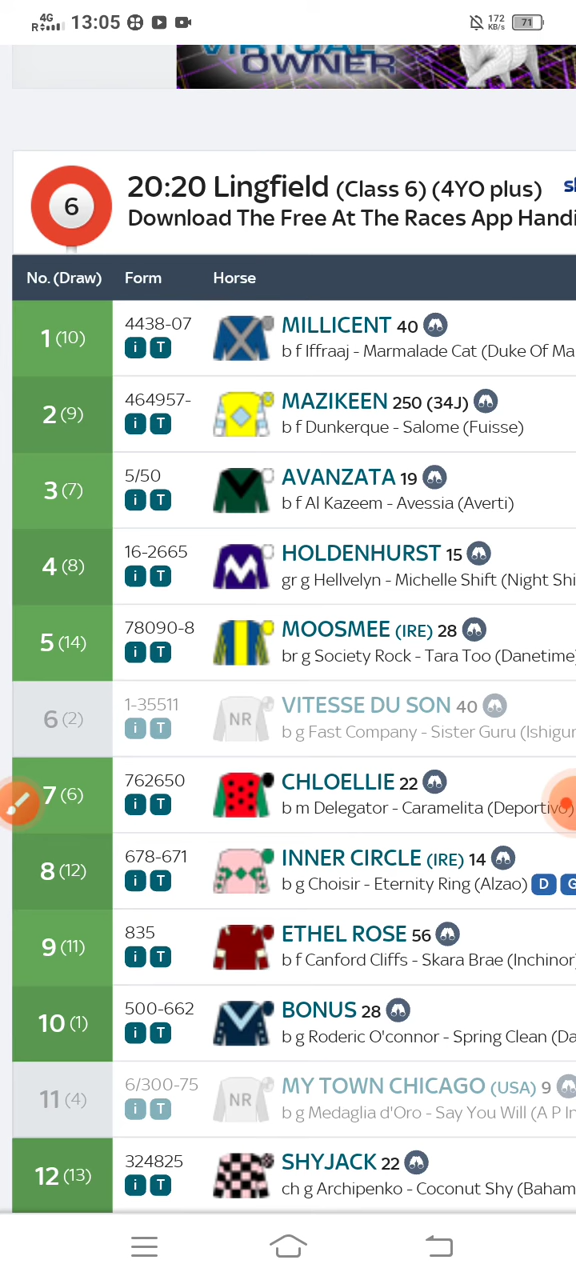 4G
R
13:05
172
KB/s
71
VIRTUAL
OWNER
6
20:20 Lingfield (Class 6) (4YO plus)
Download The Free At The Races App Handi
No. (Draw) Form Horse
4438-07
MILLICENT 40
1 (10)
i T
b f Iffraaj - Marmalade Cat (Duke Of Ma
464957-
MAZIKEEN 250 (34J)
2 (9)
i T
b f Dunkerque - Salome (Fuisse)
5/50
AVANZATA 19
3 (7)
i T
b f Al Kazeem - Avessia (Averti)
16-2665
HOLDENHURST 15
4 (8)
i T
gr g Hellvelyn - Michelle Shift (Night Shi
78090-8
MOOSMEE (IRE) 28
5 (14)
i T
br g Society Rock - Tara Too (Danetime)
1-35511
VITESSE DU SON 40
6 (2)
NR
i T
b g Fast Company - Sister Guru (Ishigur
762650
CHLOELLIE 22
7 (6)
i T
b m Delegator - Caramelita (Deportivo)
678-671
INNER CIRCLE (IRE) 14
8 (12)
i T
b g Choisir - Eternity Ring (Alzao) D
835
ETHEL ROSE 56
9 (11)
i T
b f Canford Cliffs - Skara Brae (Inchinor)
500-662
BONUS 28
10 (1)
i T
b g Roderic O'connor - Spring Clean (Da
6/300-75
MY TOWN CHICAGO (USA) 9
11 (4)
NR
i T
b g Medaglia d'Oro - Say You Will (A P In
324825
SHYJACK 22
12 (13)
i T
ch g Archipenko - Coconut Shy (Baham